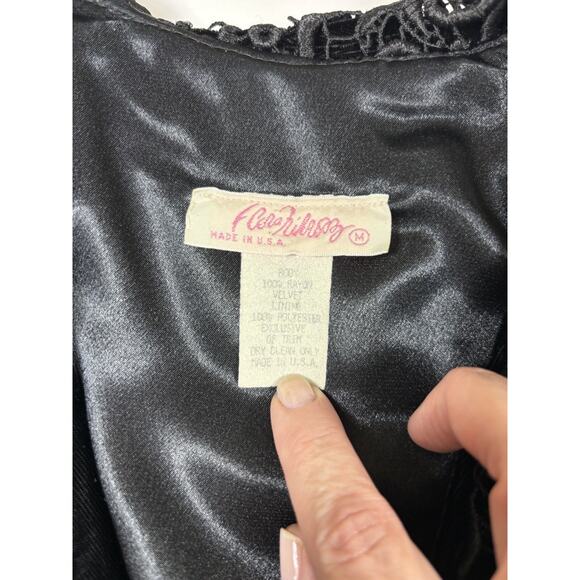 Flora Nikrooz
MADE IN U.S.A.
M
BODY
100% RAYON
VELVET
LINING
100% POLYESTER
EXCLUSIVE
OF TRIM
DRY CLEAN ONLY
MADE IN U.S.A.